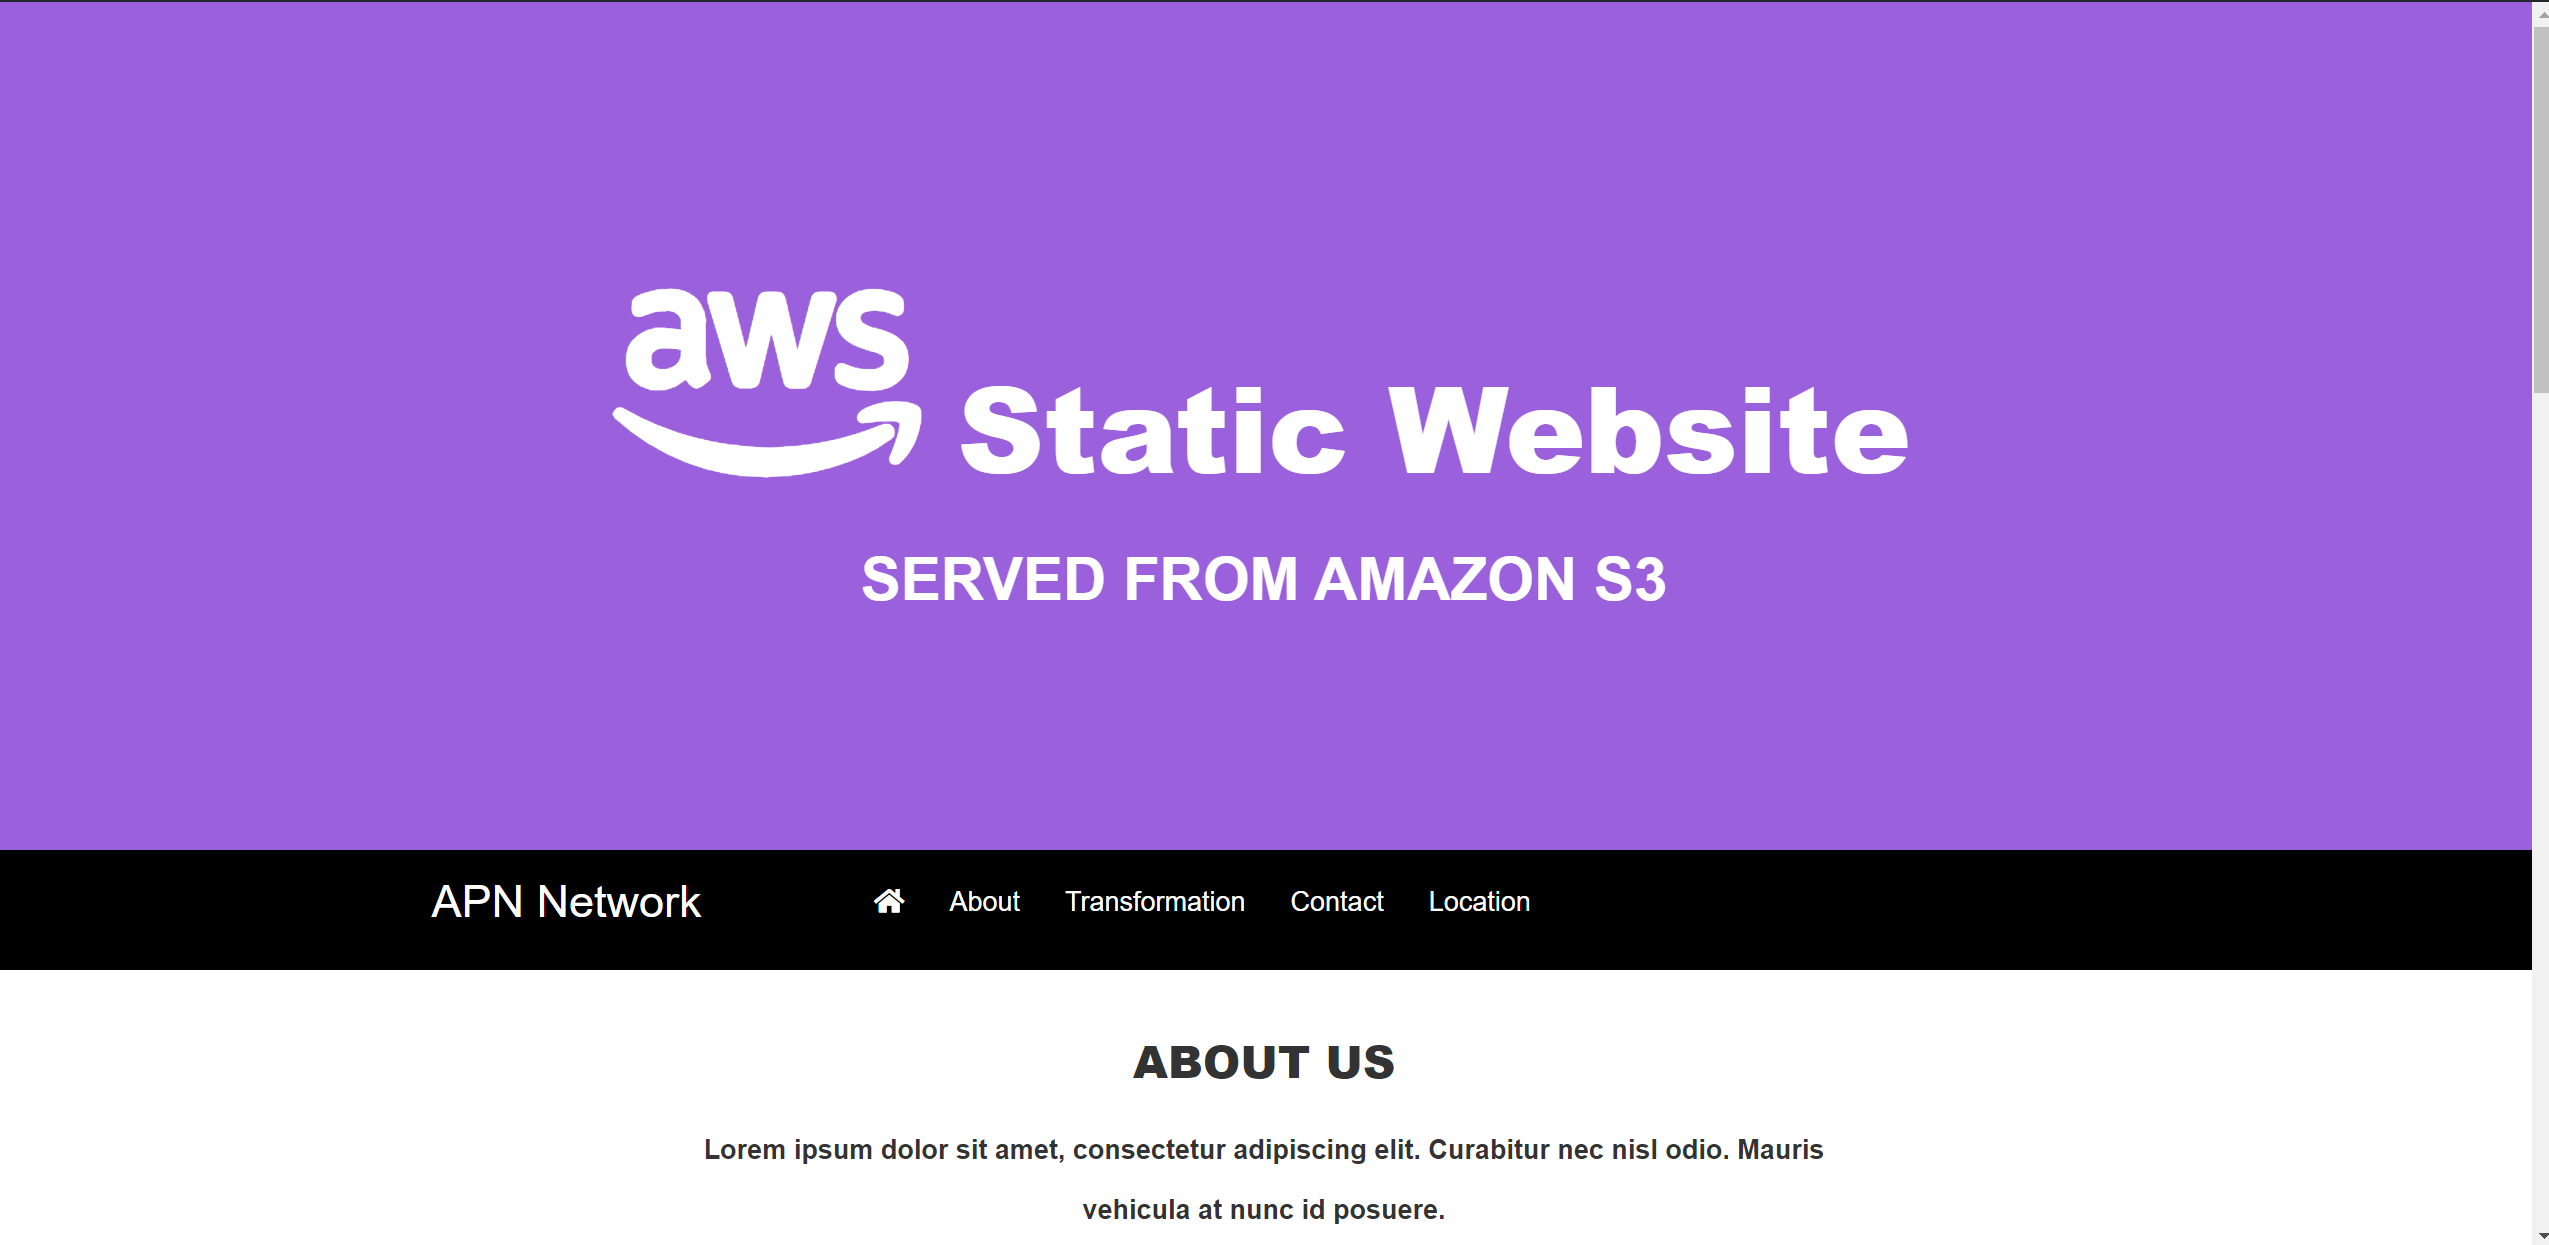 aws Static Website
SERVED FROM AMAZON S3
APN Network About Transformation Contact Location
ABOUT US
Lorem ipsum dolor sit amet, consectetur adipiscing elit. Curabitur nec nisl odio. Mauris
vehicula at nunc id posuere.